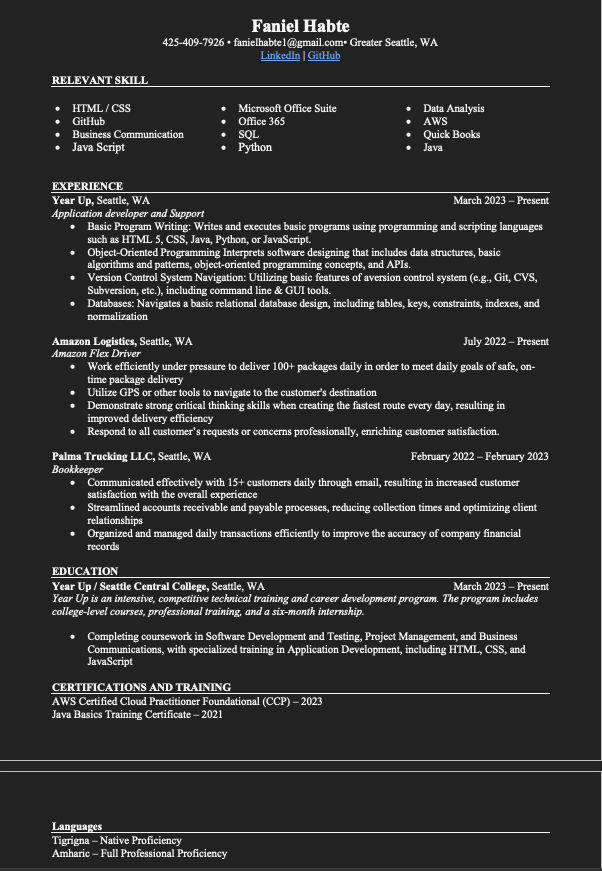 Faniel Habte
425-409-7926 • fanielhabte1@gmail.com• Greater Seattle, WA
LinkedIn | GitHub
RELEVANT SKILL
• HTML / CSS • Microsoft Office Suite • Data Analysis
• GitHub • Office 365 • AWS
• Business Communication • SQL • Quick Books
• Java Script • Python • Java
EXPERIENCE
Year Up, Seattle, WA March 2023 – Present
Application developer and Support
• Basic Program Writing: Writes and executes basic programs using programming and scripting languages
such as HTML 5, CSS, Java, Python, or JavaScript.
• Object-Oriented Programming Interprets software designing that includes data structures, basic
algorithms and patterns, object-oriented programming concepts, and APIs.
• Version Control System Navigation: Utilizing basic features of aversion control system (e.g., Git, CVS,
Subversion, etc.), including command line & GUI tools.
• Databases: Navigates a basic relational database design, including tables, keys, constraints, indexes, and
normalization
Amazon Logistics, Seattle, WA July 2022 – Present
Amazon Flex Driver
• Work efficiently under pressure to deliver 100+ packages daily in order to meet daily goals of safe, on-
time package delivery
• Utilize GPS or other tools to navigate to the customer's destination
• Demonstrate strong critical thinking skills when creating the fastest route every day, resulting in
improved delivery efficiency
• Respond to all customer's requests or concerns professionally, enriching customer satisfaction.
Palma Trucking LLC, Seattle, WA February 2022 – February 2023
Bookkeeper
• Communicated effectively with 15+ customers daily through email, resulting in increased customer
satisfaction with the overall experience
• Streamlined accounts receivable and payable processes, reducing collection times and optimizing client
relationships
• Organized and managed daily transactions efficiently to improve the accuracy of company financial
records
EDUCATION
Year Up / Seattle Central College, Seattle, WA March 2023 – Present
Year Up is an intensive, competitive technical training and career development program. The program includes
college-level courses, professional training, and a six-month internship.
• Completing coursework in Software Development and Testing, Project Management, and Business
Communications, with specialized training in Application Development, including HTML, CSS, and
JavaScript
CERTIFICATIONS AND TRAINING
AWS Certified Cloud Practitioner Foundational (CCP) – 2023
Java Basics Training Certificate – 2021
Languages
Tigrigna – Native Proficiency
Amharic – Full Professional Proficiency